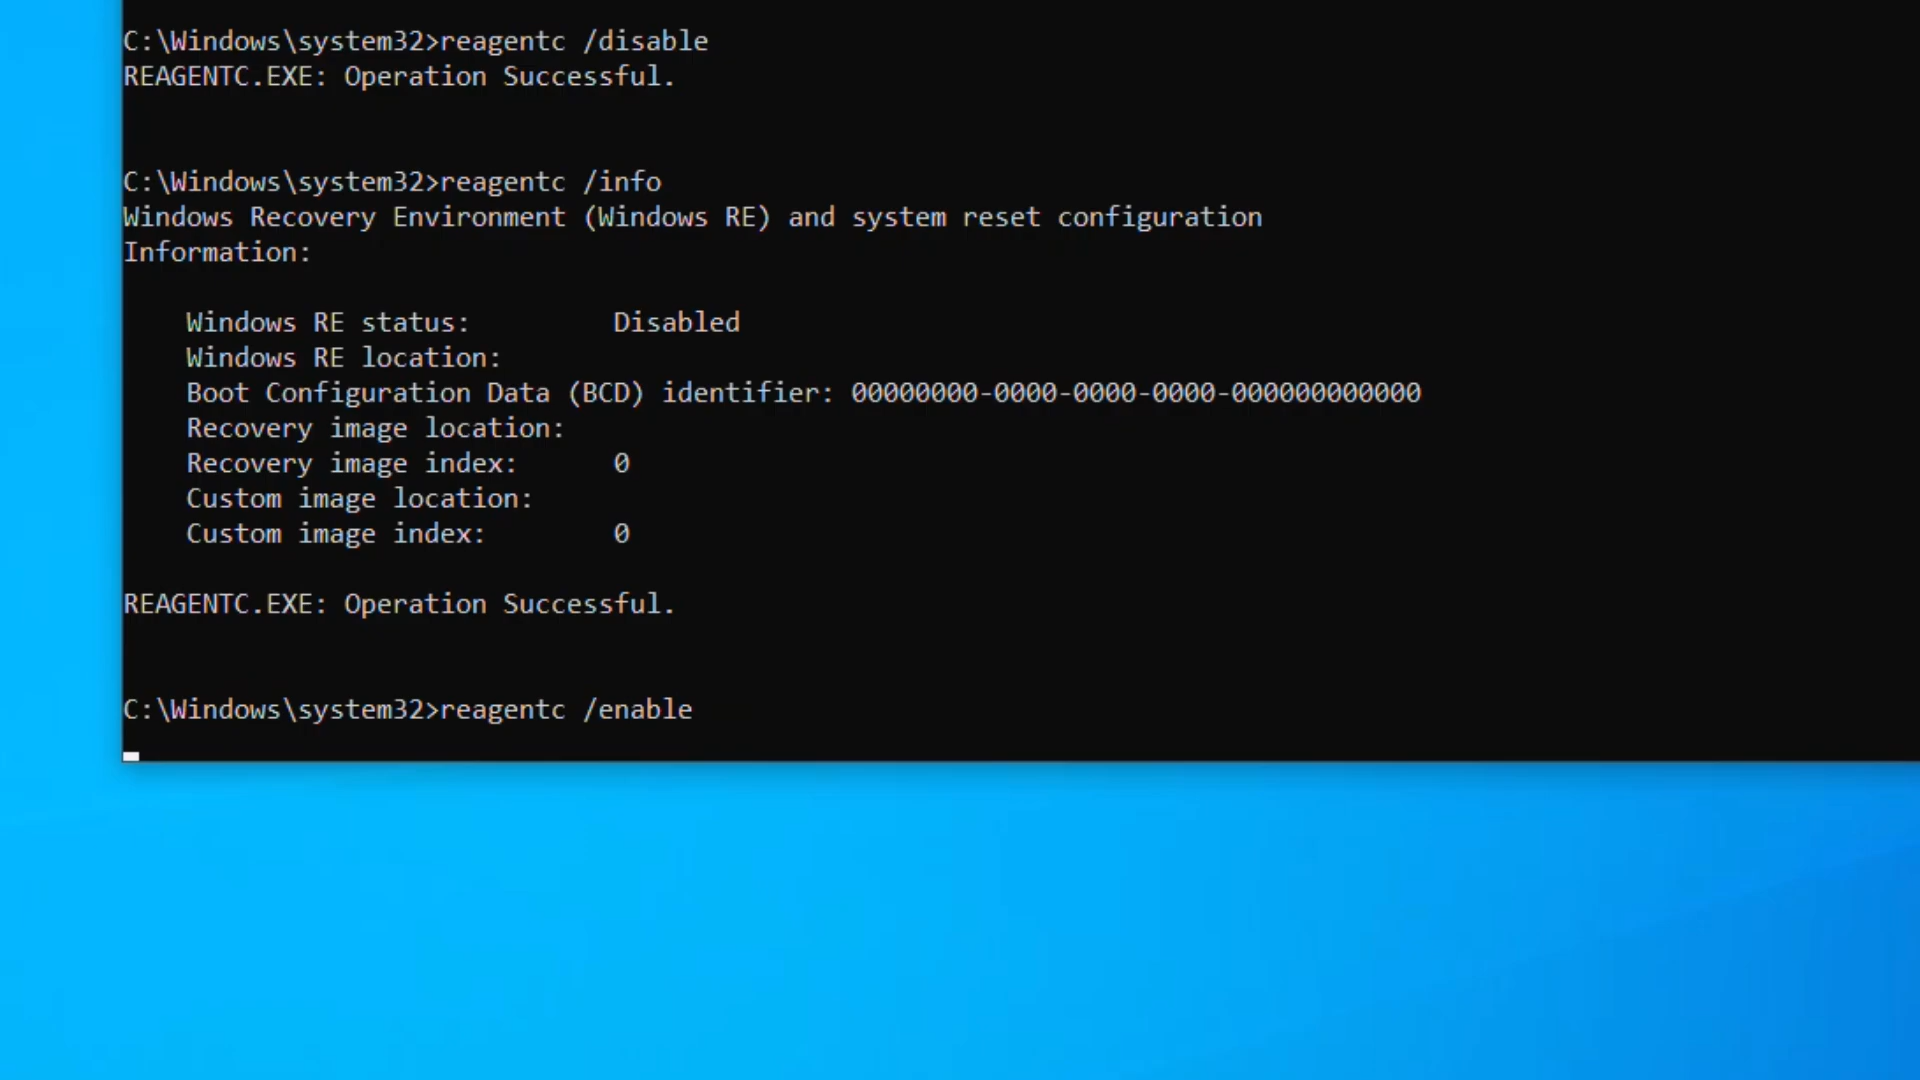 C:\Windows\system32>reagentc /disable
REAGENTC.EXE: Operation Successful.
C:\Windows\system32>reagentc /info
Windows Recovery Environment (Windows RE) and system reset configuration
Information:
Windows RE status:         Disabled
Windows RE location:
Boot Configuration Data (BCD) identifier: 00000000-0000-0000-0000-000000000000
Recovery image location:
Recovery image index:      0
Custom image location:
Custom image index:        0
REAGENTC.EXE: Operation Successful.
C:\Windows\system32>reagentc /enable